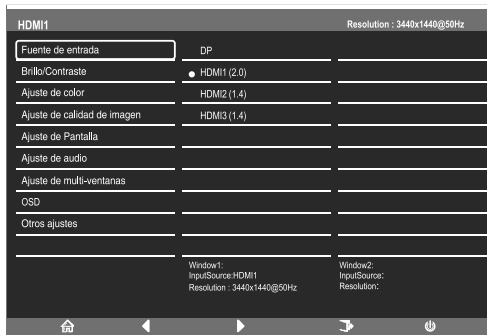 HDMI1
Resolution : 3440x1440@50Hz
Fuente de entrada
DP
Brillo/Contraste
HDMI1 (2.0)
Ajuste de color
HDMI2 (1.4)
Ajuste de calidad de imagen
HDMI3 (1.4)
Ajuste de Pantalla
Ajuste de audio
Ajuste de multi-ventanas
OSD
Otros ajustes
Window1:
InputSource:HDMI1
Resolution : 3440x1440@50Hz
Window2:
InputSource:
Resolution: